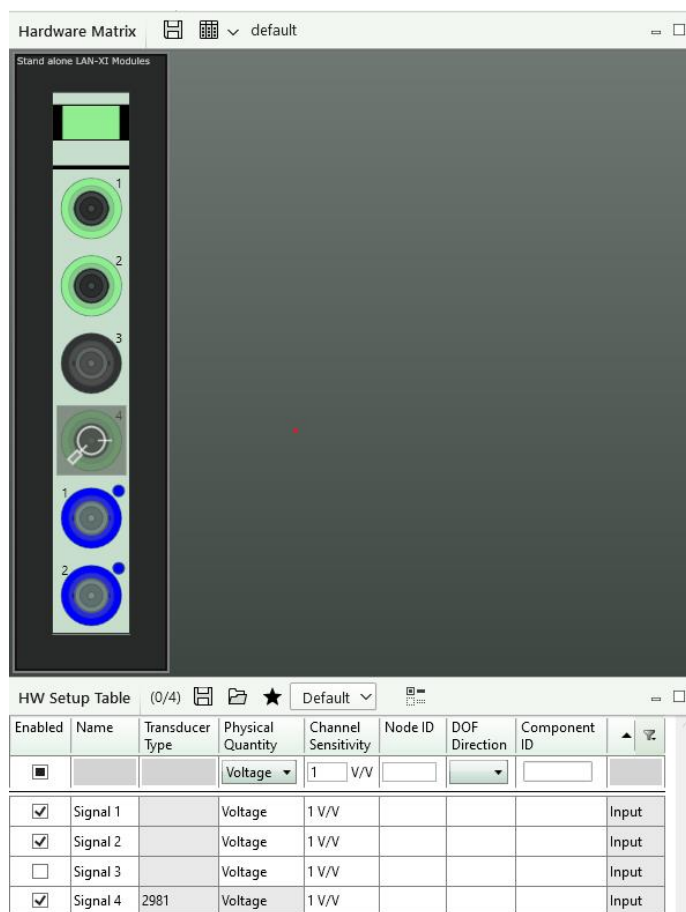 Hardware Matrix default
Stand alone LAN-XI Modules
1
2
3
4
1
2
HW Setup Table (0/4) Default
Enabled Name Transducer Type Physical Quantity Channel Sensitivity Node ID DOF Direction Component ID
Voltage 1 V/V
Signal 1 Voltage 1 V/V Input
Signal 2 Voltage 1 V/V Input
Signal 3 Voltage 1 V/V Input
Signal 4 2981 Voltage 1 V/V Input